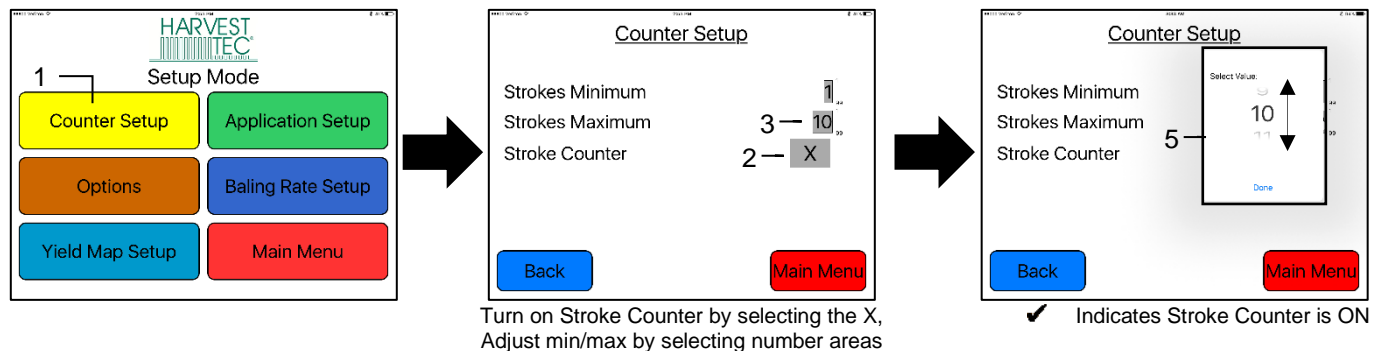 HARVEST
TEC
Setup Mode
1
Counter Setup
Application Setup
Options
Baling Rate Setup
Yield Map Setup
Main Menu
Counter Setup
Strokes Minimum 1
Strokes Maximum 3 10
Stroke Counter 2 X
Back
Main Menu
Turn on Stroke Counter by selecting the X,
Adjust min/max by selecting number areas
Counter Setup
Strokes Minimum
Strokes Maximum
Stroke Counter
5
Select Value:
9
10
11
Done
Back
Main Menu
✔ Indicates Stroke Counter is ON